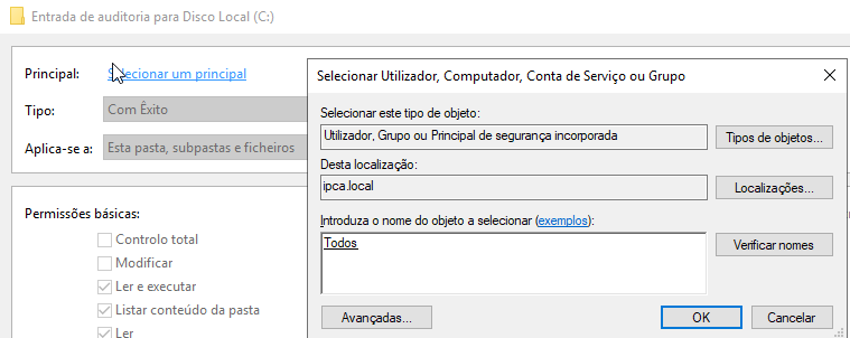 Entrada de auditoria para Disco Local (C:)
Principal: Selecionar um principal
Tipo: Com Êxito
Aplica-se a: Esta pasta, subpastas e ficheiros
Permissões básicas:
Controlo total
Modificar
Ler e executar
Listar conteúdo da pasta
Ler
Selecionar Utilizador, Computador, Conta de Serviço ou Grupo
Selecionar este tipo de objeto:
Utilizador, Grupo ou Principal de segurança incorporada Tipos de objetos...
Desta localização:
ipca.local Localizações...
Introduza o nome do objeto a selecionar (exemplos):
Todos Verificar nomes
Avançadas... OK Cancelar